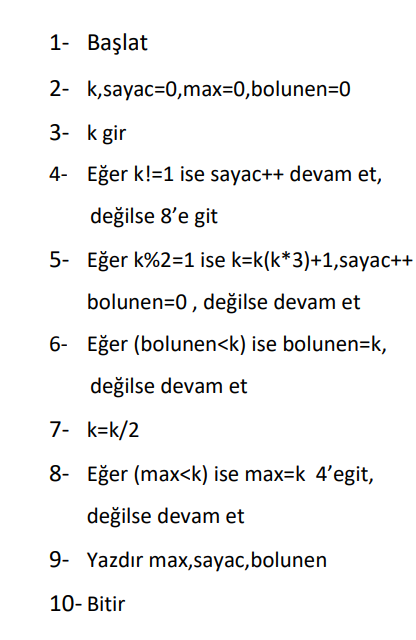 1- Başlat
2- k,sayac=0,max=0,bolunen=0
3- k gir
4- Eğer k!=1 ise sayac++ devam et,
değilse 8’e git
5- Eğer k%2=1 ise k=k(k*3)+1,sayac++
bolunen=0 , değilse devam et
6- Eğer (bolunen<k) ise bolunen=k,
değilse devam et
7- k=k/2
8- Eğer (max<k) ise max=k 4’egit,
değilse devam et
9- Yazdır max,sayac,bolunen
10- Bitir